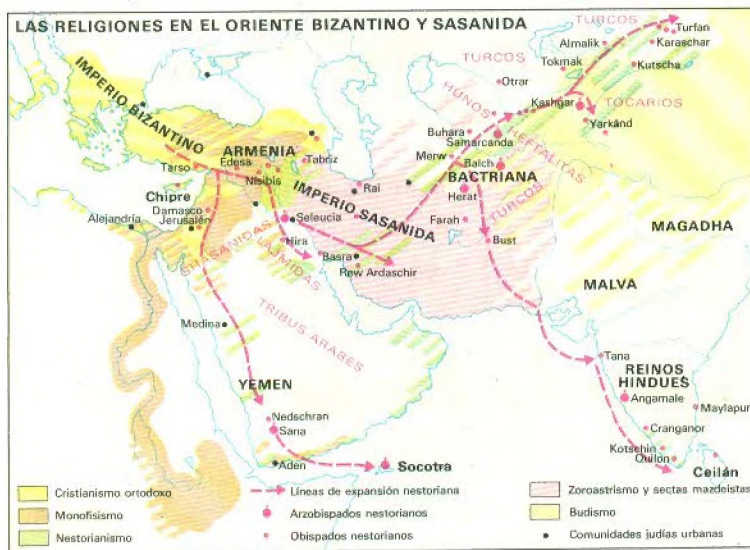 LAS RELIGIONES EN EL ORIENTE BIZANTINO Y SASANIDA
TURCOS
Turfan
Almalik
Karaschar
TURCOS
Tokmak
Kutscha
Otrar
IMPERIO BIZANTINO
HUNOS HEFTALITAS
Kashgar
TOCARIOS
Buhara
Samarcanda
Yarkând
ARMENIA
Edesa
Tabriz
Tarso
Merw
Balch
Nisibis
Rai
BACTRIANA
Chipre
IMPERIO SASANIDA
Herat
TURCOS
Damasco
Alejandría
Jerusalén
Seleucia
Farah
MAGADHA
GHASANIDAS
Hira
Bust
LAJMIDAS
Basra
Rew Ardaschir
MALVA
TRIBUS ARABES
Medina
Tana
YEMEN
REINOS
HINDUES
Angamale
Maylapur
Nedschran
Sana
Cranganor
Kotschin
Quilon
Aden
Socotra
Ceilán
Cristianismo ortodoxo
Líneas de expansión nestoriana
Zoroastrismo y sectas mazdeistas
Monofisismo
Arzobispados nestorianos
Budismo
Nestorianismo
Obispados nestorianos
Comunidades judías urbanas